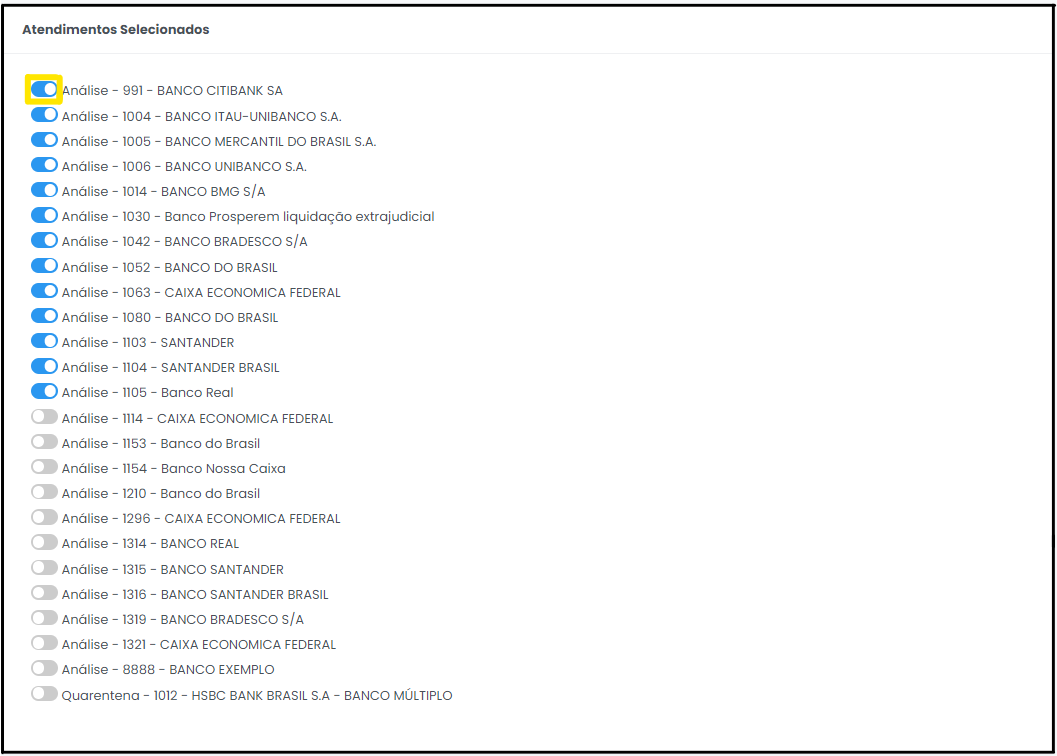 Atendimentos Selecionados
Análise - 991 - BANCO CITIBANK SA
Análise - 1004 - BANCO ITAU-UNIBANCO S.A.
Análise - 1005 - BANCO MERCANTIL DO BRASIL S.A.
Análise - 1006 - BANCO UNIBANCO S.A.
Análise - 1014 - BANCO BMG S/A
Análise - 1030 - Banco Prosperem liquidação extrajudicial
Análise - 1042 - BANCO BRADESCO S/A
Análise - 1052 - BANCO DO BRASIL
Análise - 1063 - CAIXA ECONOMICA FEDERAL
Análise - 1080 - BANCO DO BRASIL
Análise - 1103 - SANTANDER
Análise - 1104 - SANTANDER BRASIL
Análise - 1105 - Banco Real
Análise - 1114 - CAIXA ECONOMICA FEDERAL
Análise - 1153 - Banco do Brasil
Análise - 1154 - Banco Nossa Caixa
Análise - 1210 - Banco do Brasil
Análise - 1296 - CAIXA ECONOMICA FEDERAL
Análise - 1314 - BANCO REAL
Análise - 1315 - BANCO SANTANDER
Análise - 1316 - BANCO SANTANDER BRASIL
Análise - 1319 - BANCO BRADESCO S/A
Análise - 1321 - CAIXA ECONOMICA FEDERAL
Análise - 8888 - BANCO EXEMPLO
Quarentena - 1012 - HSBC BANK BRASIL S.A - BANCO MÚLTIPLO